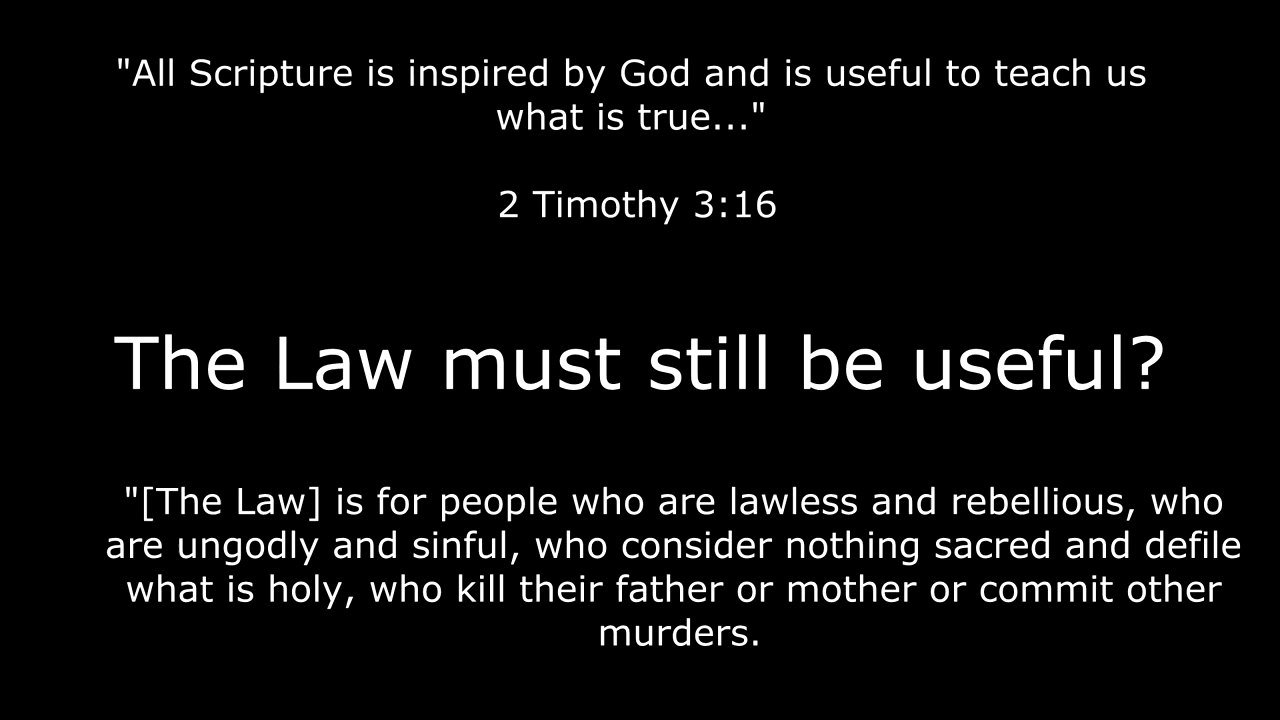 "All Scripture is inspired by God and is useful to teach us
what is true..."
2 Timothy 3:16
The Law must still be useful?
"[The Law] is for people who are lawless and rebellious, who
are ungodly and sinful, who consider nothing sacred and defile
what is holy, who kill their father or mother or commit other
murders.